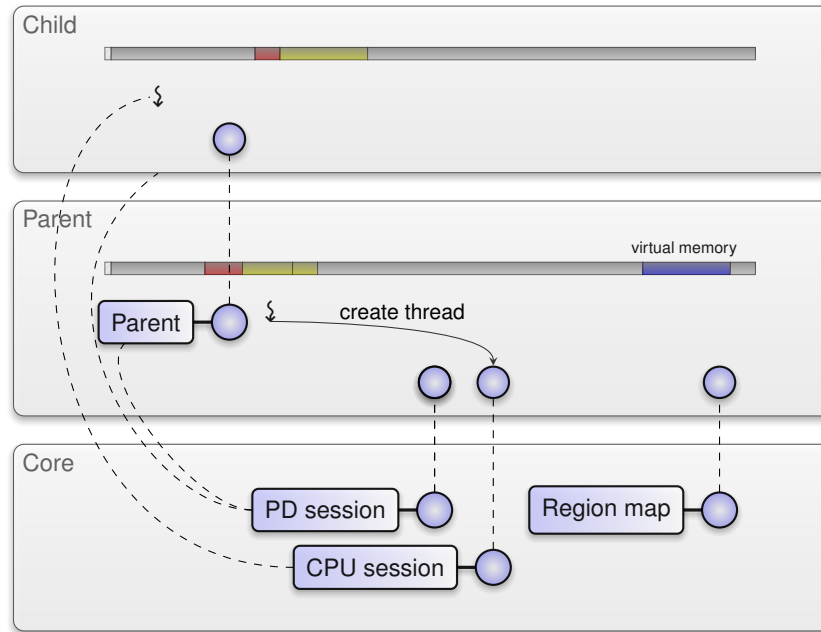 Child
Parent
virtual memory
Parent
create thread
Core
PD session
Region map
CPU session